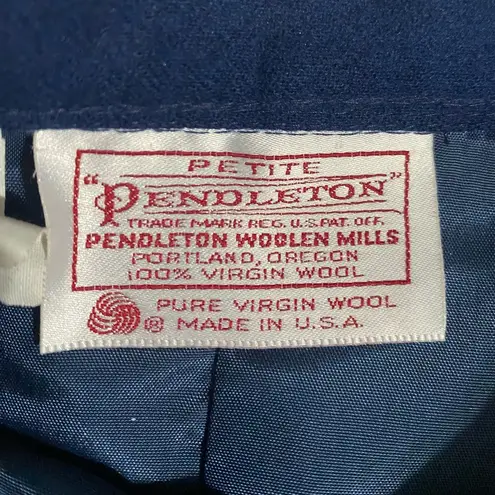 PETITE
"PENDLETON"
TRADE MARK REG. U.S. PAT. OFF.
PENDLETON WOOLEN MILLS
PORTLAND, OREGON
100% VIRGIN WOOL
PURE VIRGIN WOOL
® MADE IN U.S.A.